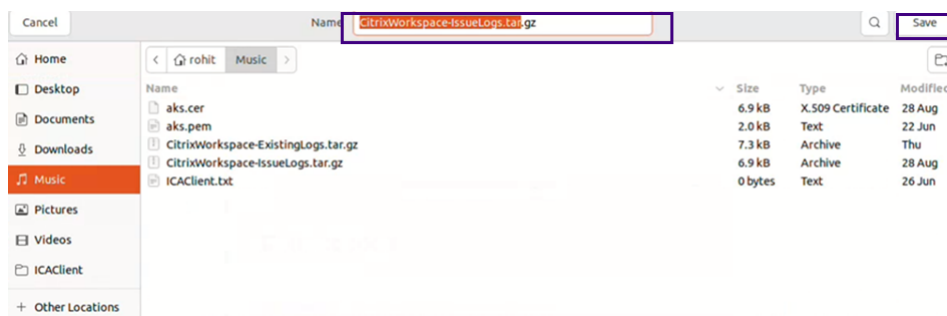 Cancel Name CitrixWorkspace-IssueLogs.tar.gz Save
Home
Desktop
Documents
Downloads
Music
Pictures
Videos
ICAClient
+ Other Locations
< rohit Music >
Name Size Type Modified
aks.cer 6.9 kB X.509 Certificate 28 Aug
aks.pem 2.0 kB Text 22 Jun
CitrixWorkspace-ExistingLogs.tar.gz 7.3 kB Archive Thu
CitrixWorkspace-IssueLogs.tar.gz 6.9 kB Archive 28 Aug
ICAClient.txt 0 bytes Text 26 Jun